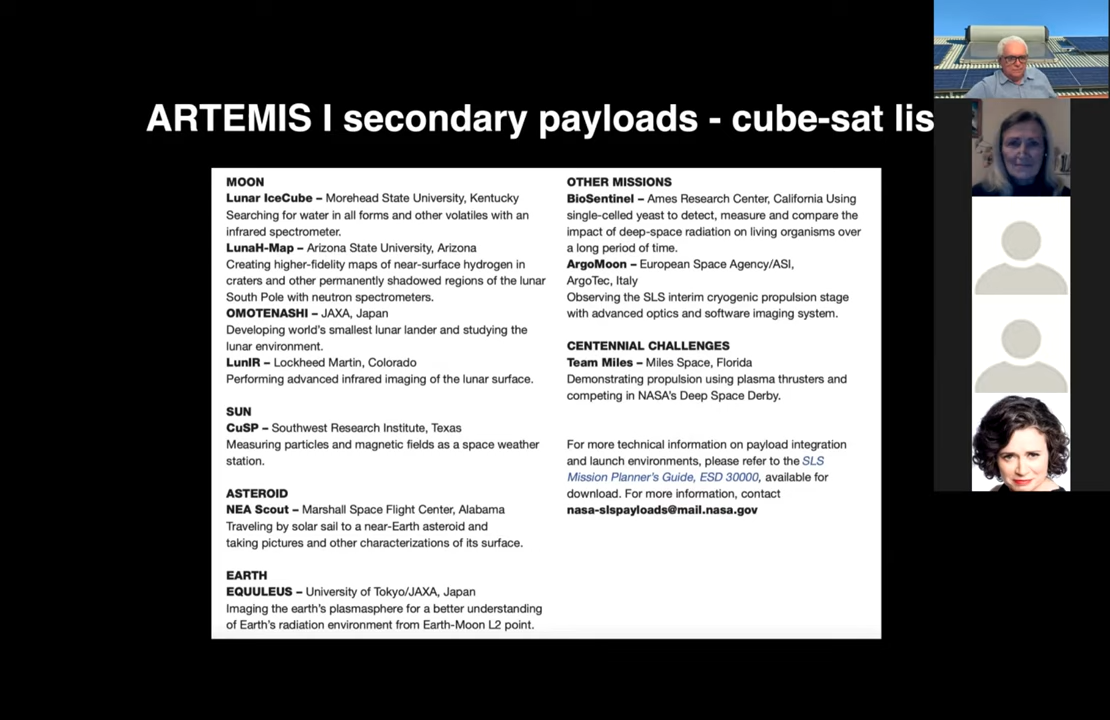 ARTEMIS I secondary payloads - cube-sat lis
MOON
Lunar IceCube – Morehead State University, Kentucky
Searching for water in all forms and other volatiles with an
infrared spectrometer.
LunaH-Map – Arizona State University, Arizona
Creating higher-fidelity maps of near-surface hydrogen in
craters and other permanently shadowed regions of the lunar
South Pole with neutron spectrometers.
OMOTENASHI – JAXA, Japan
Developing world's smallest lunar lander and studying the
lunar environment.
LunIR – Lockheed Martin, Colorado
Performing advanced infrared imaging of the lunar surface.
SUN
CuSP – Southwest Research Institute, Texas
Measuring particles and magnetic fields as a space weather
station.
ASTEROID
NEA Scout – Marshall Space Flight Center, Alabama
Traveling by solar sail to a near-Earth asteroid and
taking pictures and other characterizations of its surface.
EARTH
EQUULEUS – University of Tokyo/JAXA, Japan
Imaging the earth's plasmasphere for a better understanding
of Earth's radiation environment from Earth-Moon L2 point.
OTHER MISSIONS
BioSentinel – Ames Research Center, California Using
single-celled yeast to detect, measure and compare the
impact of deep-space radiation on living organisms over
a long period of time.
ArgoMoon – European Space Agency/ASI,
ArgoTec, Italy
Observing the SLS interim cryogenic propulsion stage
with advanced optics and software imaging system.
CENTENNIAL CHALLENGES
Team Miles – Miles Space, Florida
Demonstrating propulsion using plasma thrusters and
competing in NASA's Deep Space Derby.
For more technical information on payload integration
and launch environments, please refer to the SLS
Mission Planner's Guide, ESD 30000, available for
download. For more information, contact
nasa-slspayloads@mail.nasa.gov